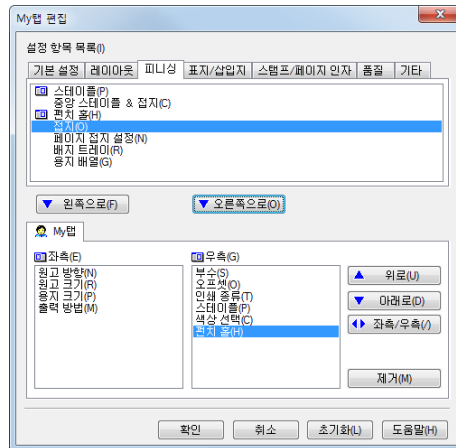 My탭 편집
설정 항목 목록(I)
기본 설정 레이아웃 피니싱 표지/삽입지 스탬프/페이지 인자 품질 기타
스테이플(P)
중앙 스테이플 & 접지(C)
펀치 홀(H)
접지(O)
페이지 접지 설정(N)
배지 트레이(R)
용지 배열(G)
왼쪽으로(F) 오른쪽으로(O)
My탭
좌측(E) 우측(G)
원고 방향(N) 부수(S)
원고 크기(R) 오프셋(O)
용지 크기(P) 인쇄 종류(T)
출력 방법(M) 스테이플(P)
색상 선택(C)
펀치 홀(H)
위로(U)
아래로(D)
좌측/우측(/)
제거(M)
확인 취소 초기화(L) 도움말(H)